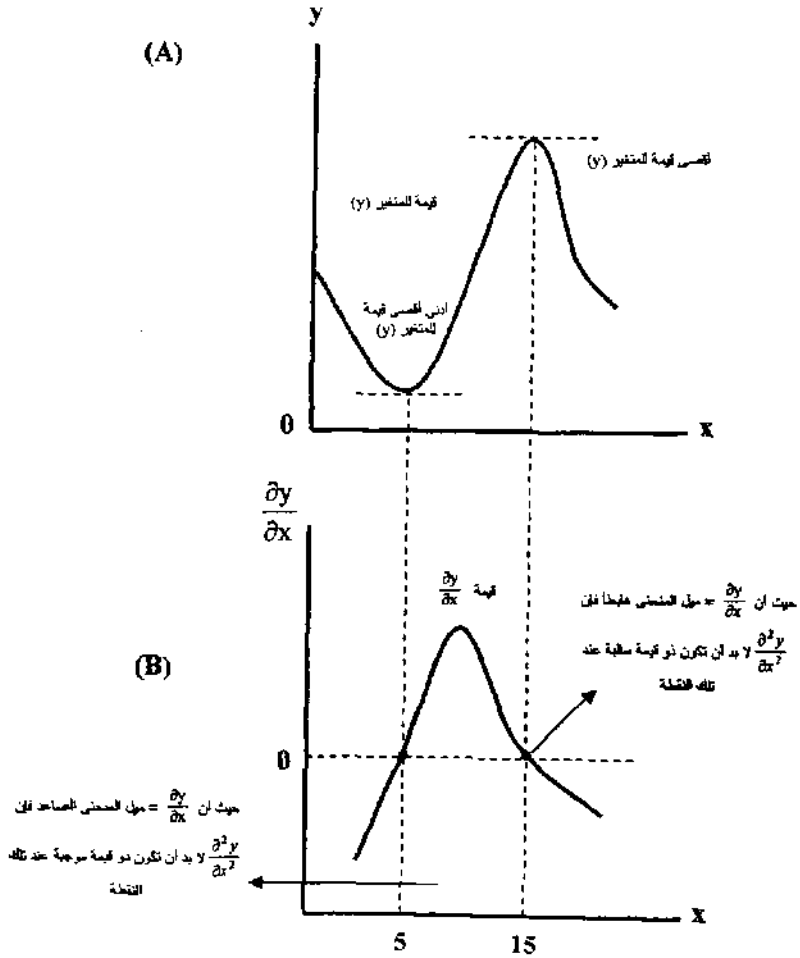 y
(A)
أقصى قيمة للمتغير (y)
قيمة للمتغير (y)
أدنى أقصى قيمة
للمتغير (y)
0
x
∂y/∂x
قيمة ∂y/∂x
حيث أن ∂y/∂x = ميل المنحنى هابطاً فإن
∂²y/∂x² لا بد أن تكون ذو قيمة سالبة عند
تلك النقطة
(B)
0
حيث أن ∂y/∂x = ميل المنحنى الصاعد فإن
∂²y/∂x² لا بد أن تكون ذو قيمة موجبة عند تلك
النقطة
x
5
15